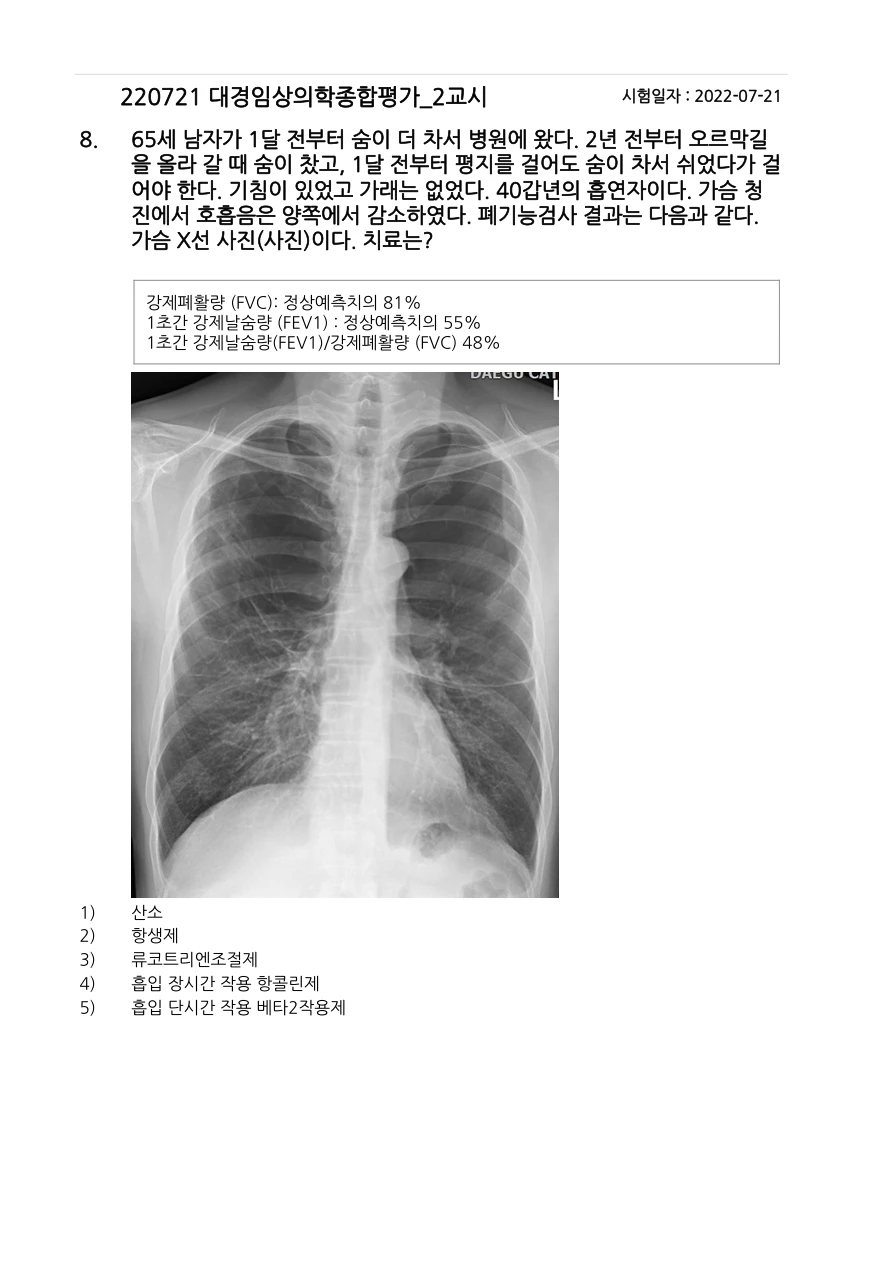 220721 대경임상의학종합평가_2교시
시험일자 : 2022-07-21
8. 65세 남자가 1달 전부터 숨이 더 차서 병원에 왔다. 2년 전부터 오르막길
을 올라 갈 때 숨이 찼고, 1달 전부터 평지를 걸어도 숨이 차서 쉬었다가 걸
어야 한다. 기침이 있었고 가래는 없었다. 40갑년의 흡연자이다. 가슴 청
진에서 호흡음은 양쪽에서 감소하였다. 폐기능검사 결과는 다음과 같다.
가슴 X선 사진(사진)이다. 치료는?
강제폐활량 (FVC): 정상예측치의 81%
1초간 강제날숨량 (FEV1) : 정상예측치의 55%
1초간 강제날숨량(FEV1)/강제폐활량 (FVC) 48%
DAEGU CAT
1) 산소
2) 항생제
3) 류코트리엔조절제
4) 흡입 장시간 작용 항콜린제
5) 흡입 단시간 작용 베타2작용제